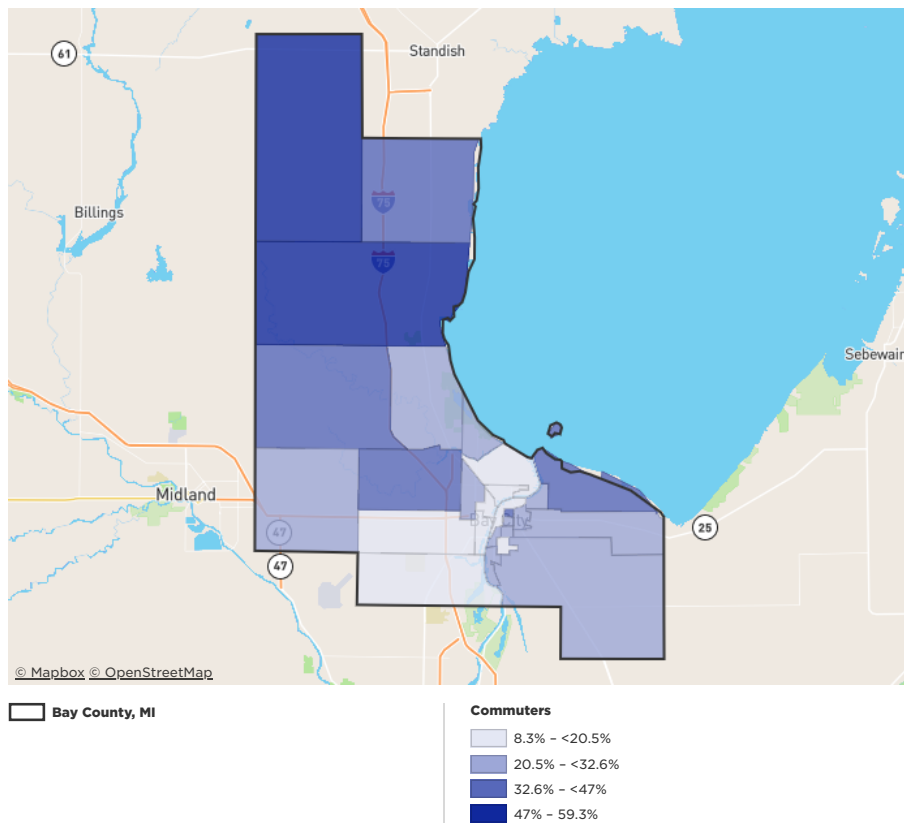 61
Standish
75
Billings
75
Sebewain
Midland
25
47
47
© Mapbox © OpenStreetMap
Bay County, MI
Commuters
8.3% – <20.5%
20.5% – <32.6%
32.6% – <47%
47% – 59.3%